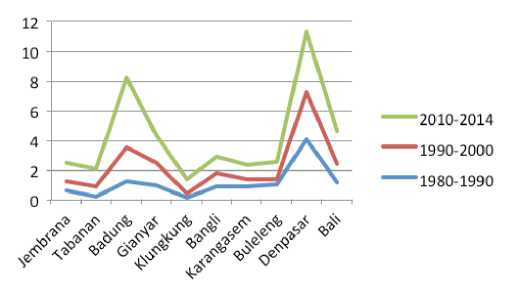 12
10
8
6
4
2
0
Jembrana
Tabanan
Badung
Gianyar
Klungkung
Bangli
Karangasem
Buleleng
Denpasar
Bali
2010-2014
1990-2000
1980-1990